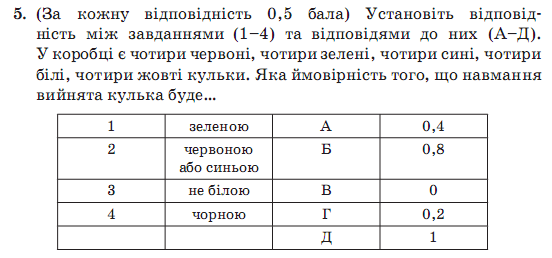 5. (За кожну відповідність 0,5 бала) Установіть відповід-
ність між завданнями (1–4) та відповідями до них (А–Д).
У коробці є чотири червоні, чотири зелені, чотири сині, чотири
білі, чотири жовті кульки. Яка ймовірність того, що навмання
вийнята кулька буде...
1 зеленою А 0,4
2 червоною або синьою Б 0,8
3 не білою В 0
4 чорною Г 0,2
Д 1